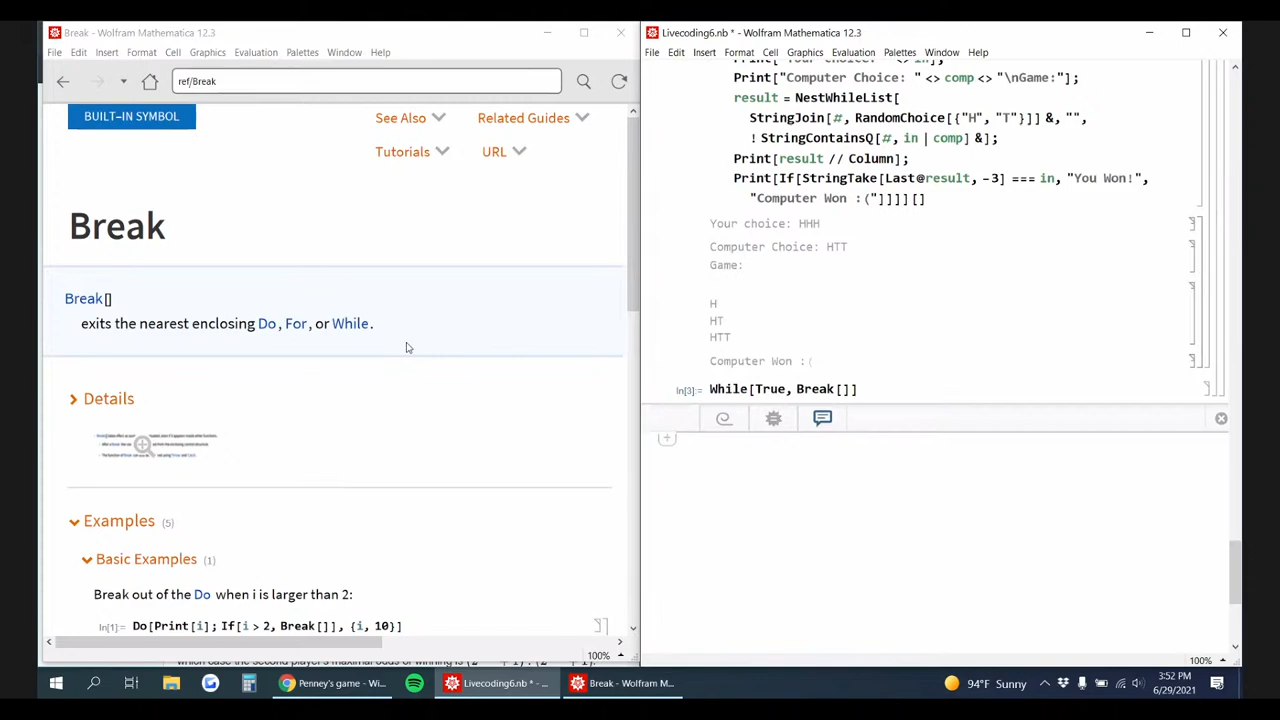 Break - Wolfram Mathematica 12.3
File Edit Insert Format Cell Graphics Evaluation Palettes Window Help
ref/Break
BUILT-IN SYMBOL
See Also
Related Guides
Tutorials
URL
Break
Break[]
exits the nearest enclosing Do, For, or While.
Details
Examples (5)
Basic Examples (1)
Break out of the Do when i is larger than 2:
In[1]:= Do[Print[i]; If[i > 2, Break[]], {i, 10}]
100%
Livecoding6.nb * - Wolfram Mathematica 12.3
File Edit Insert Format Cell Graphics Evaluation Palettes Window Help
Print["Your choice: " <> in];
Print["Computer Choice: " <> comp <> "\nGame:"];
result = NestWhileList[
StringJoin[#, RandomChoice[{"H", "T"}]] &, "",
! StringContainsQ[#, in | comp] &];
Print[result // Column];
Print[If[StringTake[Last@result, -3] === in, "You Won!",
"Computer Won :("]]]][]
Your choice: HHH
Computer Choice: HTT
Game:
H
HT
HTT
Computer Won :(
In[3]:= While[True, Break[]]
100%
Penney's game - Wi...
Livecoding6.nb * - ...
Break - Wolfram M...
94°F Sunny
3:52 PM
6/29/2021